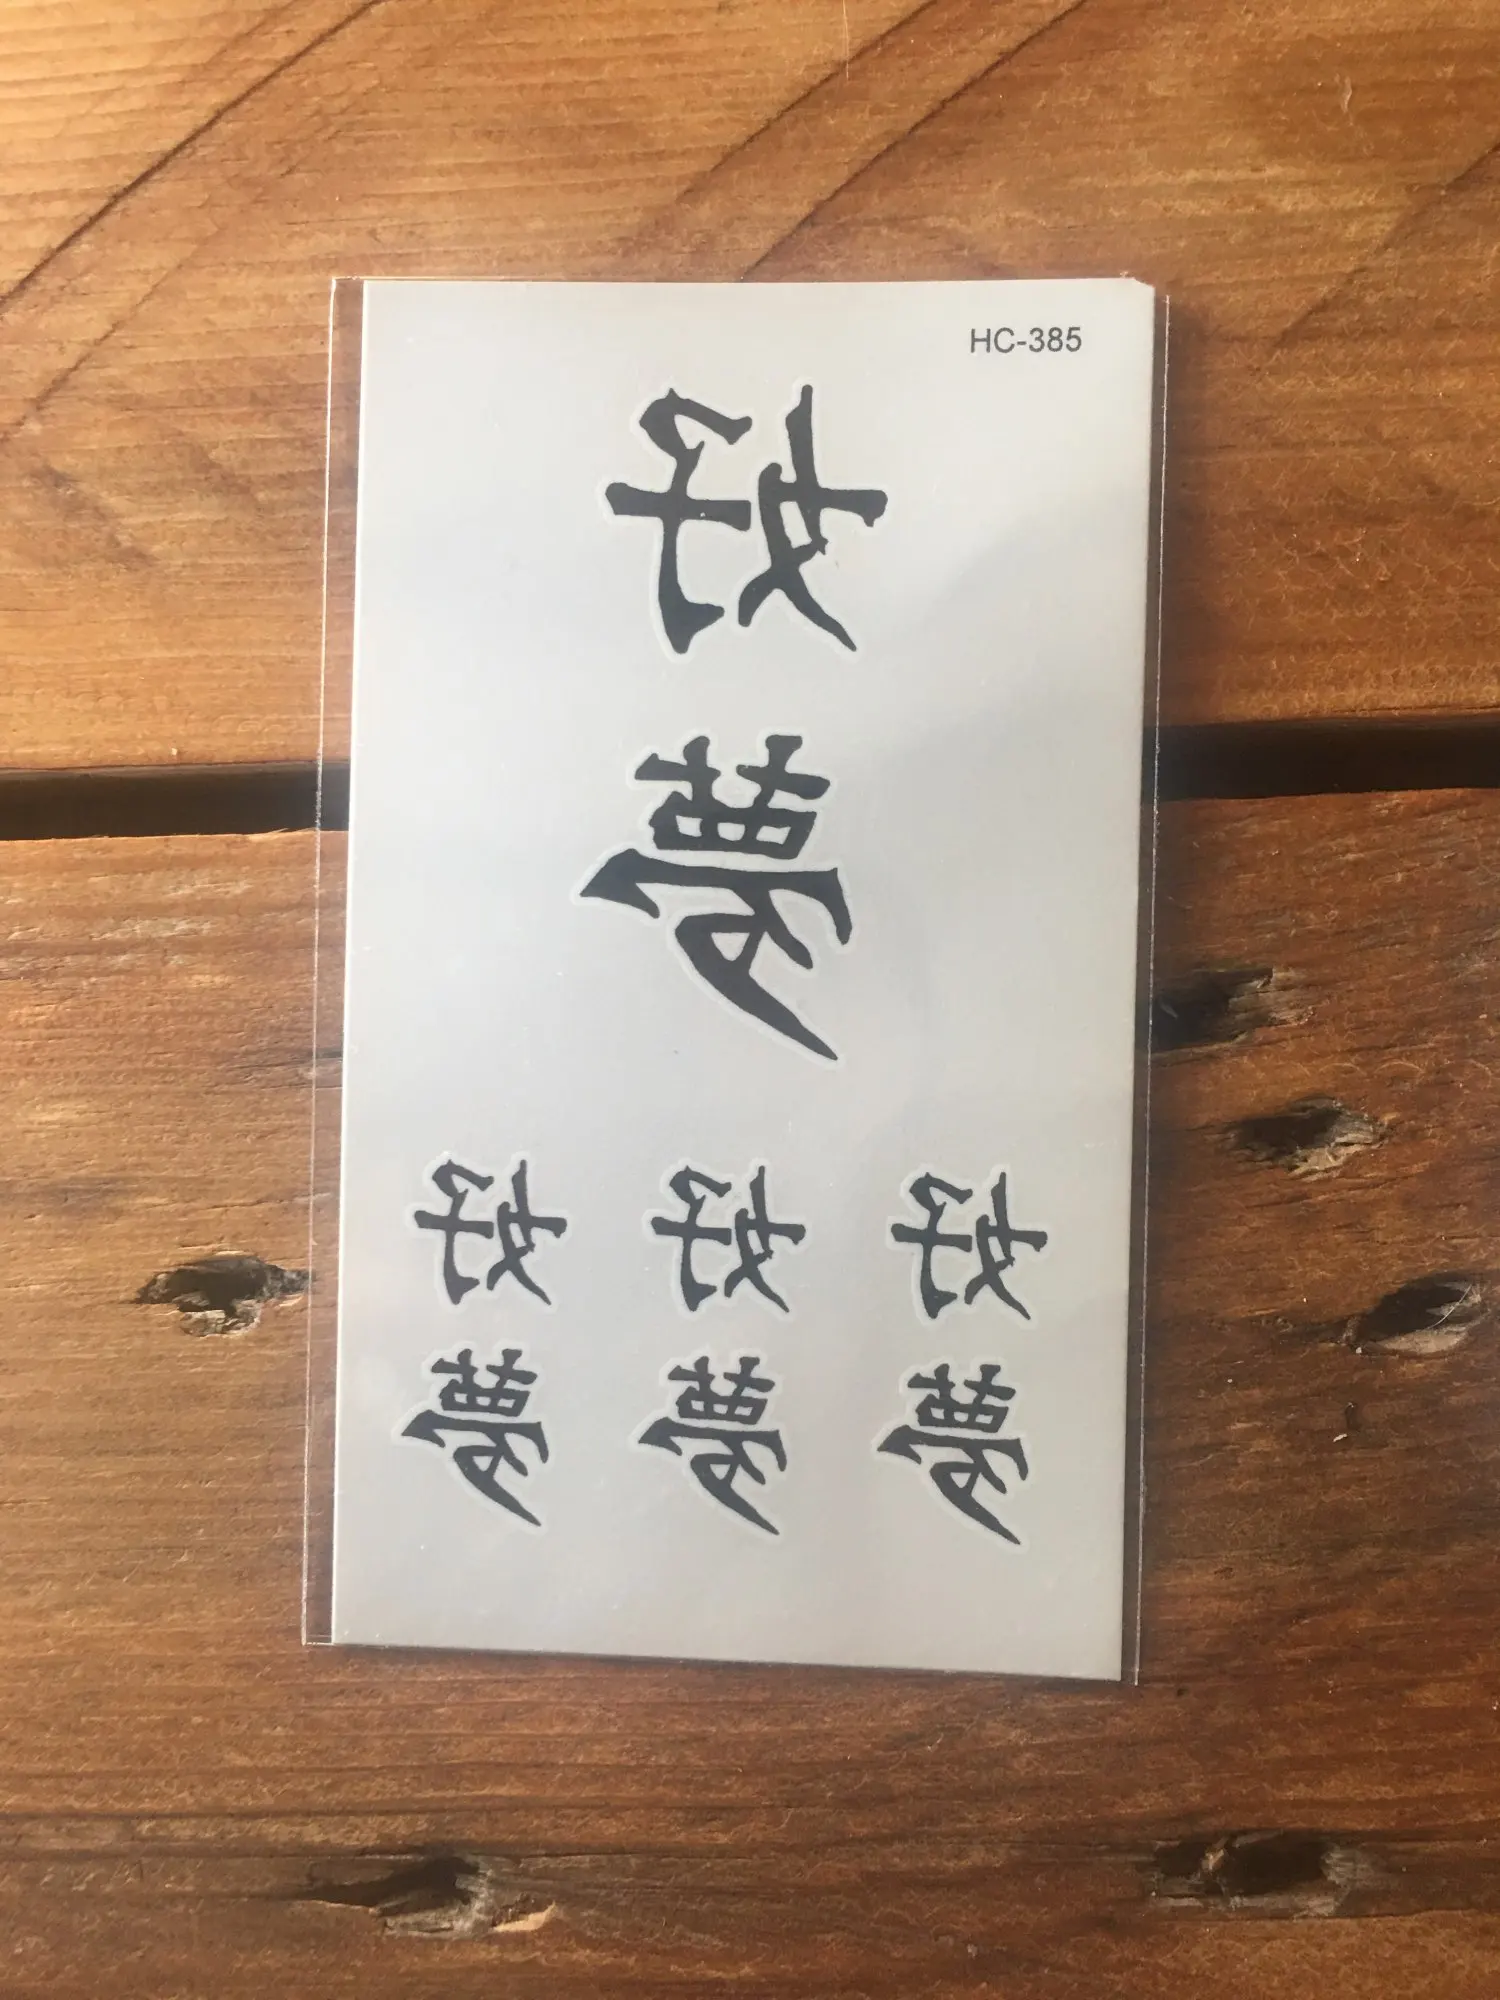 HC-385
好
夢
好 好 好
夢 夢 夢